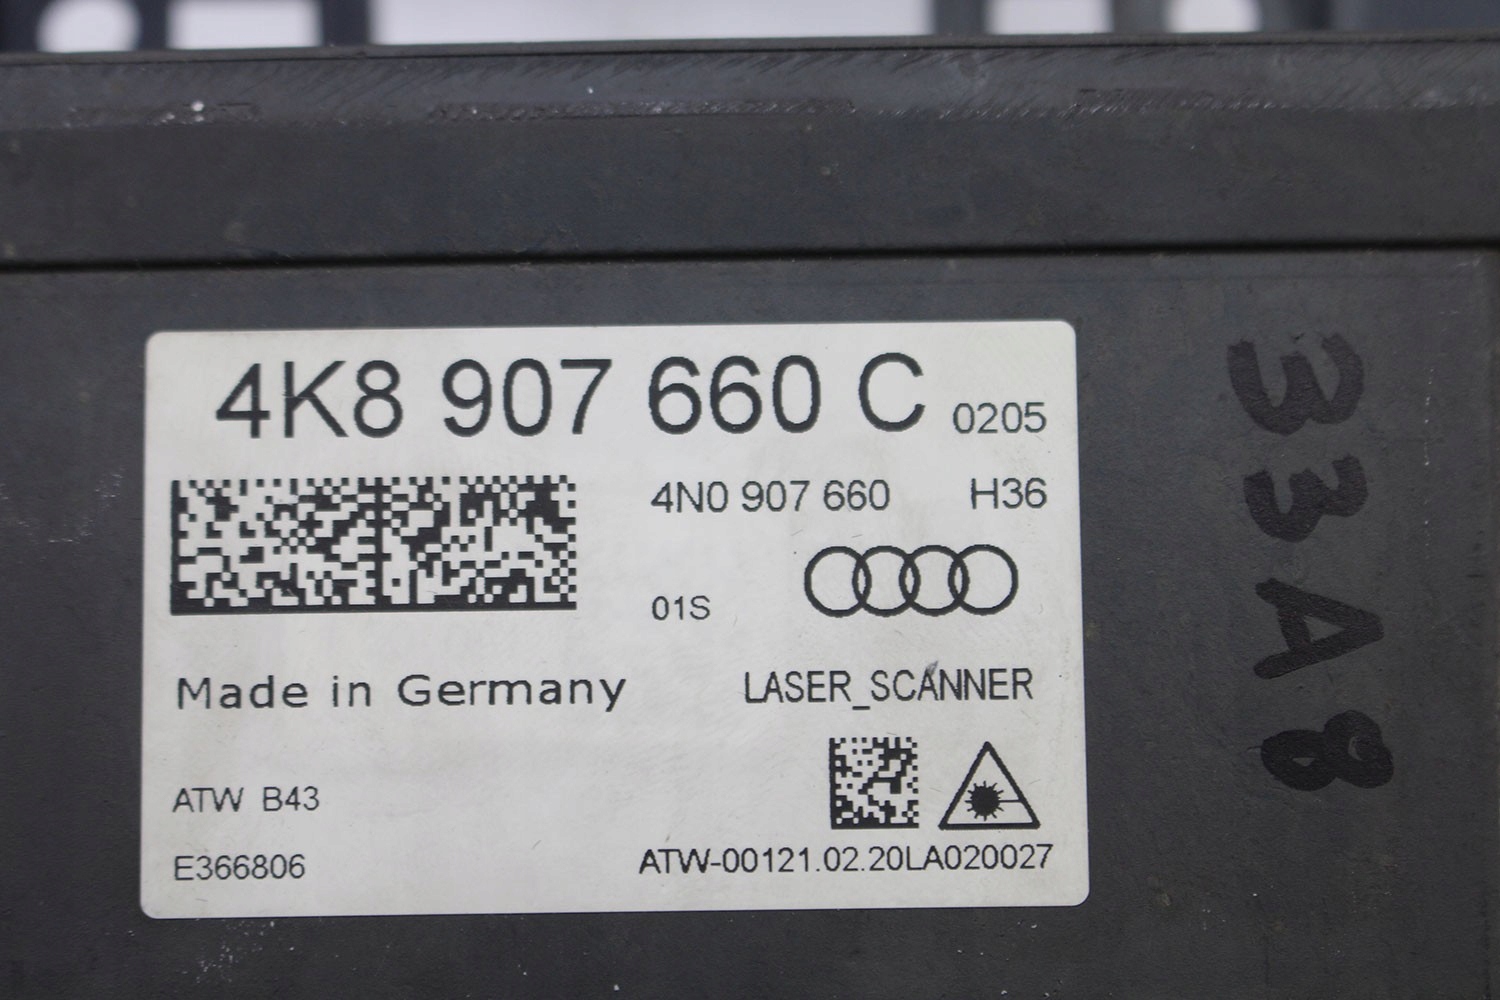 4K8 907 660 C 0205
4N0 907 660 H36
01S
Made in Germany
LASER_SCANNER
ATW B43
E366806
ATW-00121.02.20LA020027
33A8